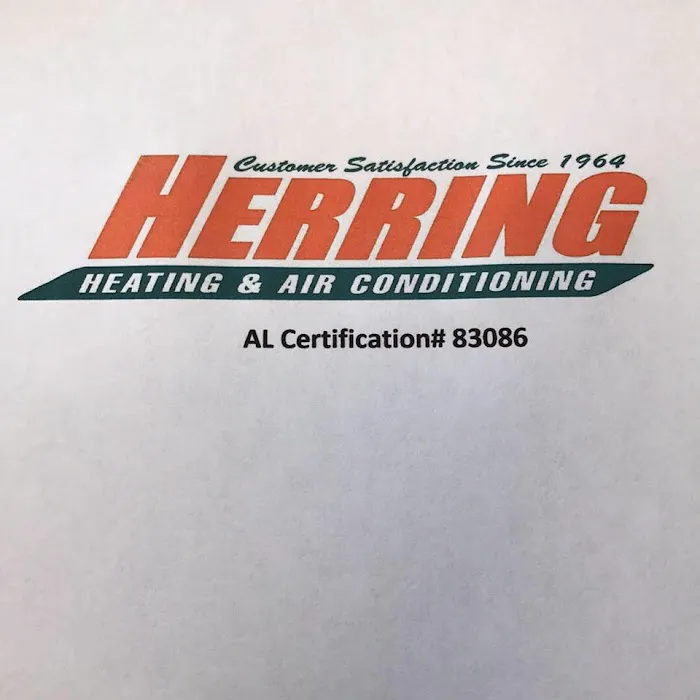 Customer Satisfaction Since 1964
HERRING
HEATING & AIR CONDITIONING
AL Certification# 83086